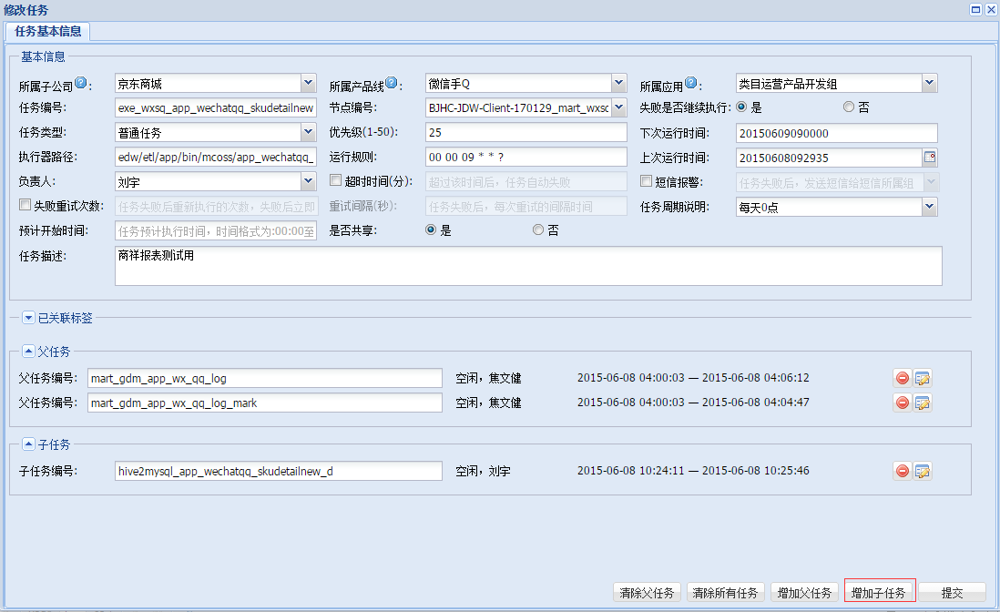 修改任务
任务基本信息
基本信息
所属子公司 : 京东商城 所属产品线 : 微信手Q 所属应用 : 类目运营产品开发组
任务编号: exe_wxsq_app_wechatqq_skudetailnew 节点编号: BJHC-JDW-Client-170129_mart_wxsc 失败是否继续执行: 是 否
任务类型: 普通任务 优先级(1-50): 25 下次运行时间: 20150609090000
执行器路径: edw/etl/app/bin/mcoss/app_wechatqq_ 运行规则: 00 00 09 * * ? 上次运行时间: 20150608092935
负责人: 刘宇 超时时间(分): 超过该时间后，任务自动失败 短信报警: 任务失败后，发送短信给短信所属组
失败重试次数: 任务失败后重新执行的次数，失败后立即 重试间隔(秒): 任务失败后，每次重试的间隔时间 任务周期说明: 每天0点
预计开始时间: 任务预计执行时间，时间格式为:00:00至 是否共享: 是 否
任务描述: 商祥报表测试用
已关联标签
父任务
父任务编号: mart_gdm_app_wx_qq_log 空闲，焦文健 2015-06-08 04:00:03 — 2015-06-08 04:06:12
父任务编号: mart_gdm_app_wx_qq_log_mark 空闲，焦文健 2015-06-08 04:00:03 — 2015-06-08 04:04:47
子任务
子任务编号: hive2mysql_app_wechatqq_skudetailnew_d 空闲，刘宇 2015-06-08 10:24:11 — 2015-06-08 10:25:46
清除父任务 清除所有任务 增加父任务 增加子任务 提交